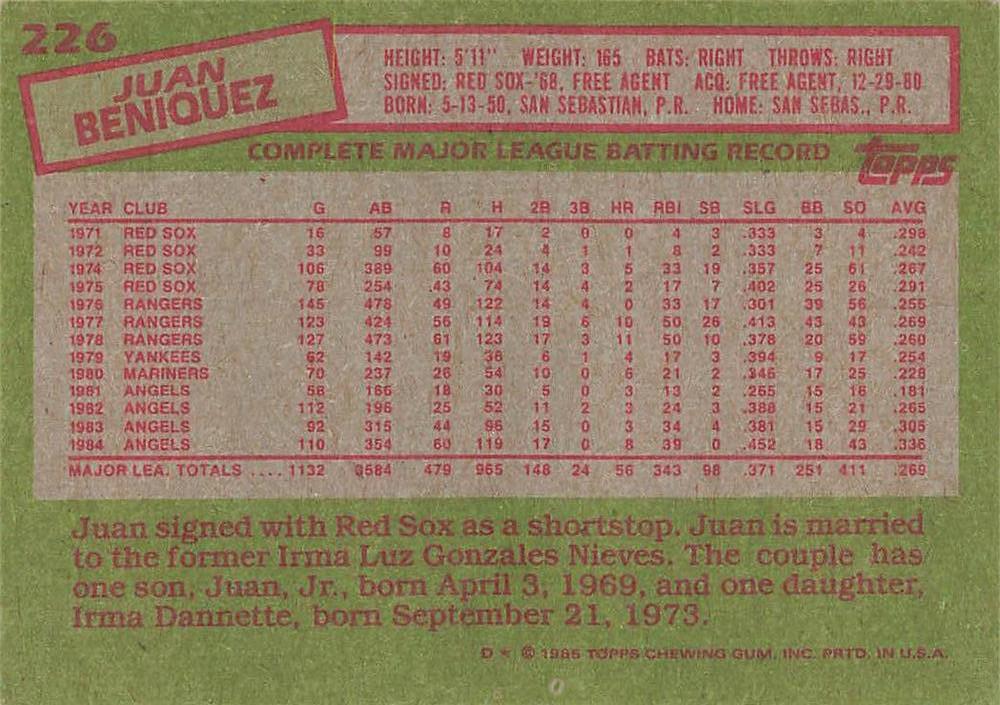 226
JUAN
BENIQUEZ
HEIGHT: 5'11" WEIGHT: 165 BATS: RIGHT THROWS: RIGHT
SIGNED: RED SOX-'68, FREE AGENT ACQ: FREE AGENT, 12-29-80
BORN: 5-13-50, SAN SEBASTIAN, P.R. HOME: SAN SEBAS., P.R.
COMPLETE MAJOR LEAGUE BATTING RECORD
TOPPS
YEAR CLUB G AB R H 2B 3B HR RBI SB SLG BB SO AVG
1971 RED SOX 16 57 8 17 2 0 0 4 3 .333 3 4 .298
1972 RED SOX 33 99 10 24 4 1 1 8 2 .333 7 11 .242
1974 RED SOX 106 389 60 104 14 3 5 33 19 .357 25 61 .267
1975 RED SOX 78 254 43 74 14 4 2 17 7 .402 25 26 .291
1976 RANGERS 145 478 49 122 14 4 0 33 17 .301 39 56 .255
1977 RANGERS 123 424 56 114 19 6 10 50 26 .413 43 43 .269
1978 RANGERS 127 473 61 123 17 3 11 50 10 .378 20 59 .260
1979 YANKEES 62 142 19 36 6 1 4 17 3 .394 9 17 .254
1980 MARINERS 70 237 26 54 10 0 6 21 2 .346 17 25 .228
1981 ANGELS 58 166 18 30 5 0 3 13 2 .265 15 16 .181
1982 ANGELS 112 196 25 52 11 2 3 24 3 .388 15 21 .265
1983 ANGELS 92 315 44 96 15 0 3 34 4 .381 15 29 .305
1984 ANGELS 110 354 60 119 17 0 8 39 0 .452 18 43 .336
MAJOR LEA. TOTALS .... 1132 3584 479 965 148 24 56 343 98 .371 251 411 .269
Juan signed with Red Sox as a shortstop. Juan is married
to the former Irma Luz Gonzales Nieves. The couple has
one son, Juan, Jr., born April 3, 1969, and one daughter,
Irma Dannette, born September 21, 1973.
D * © 1985 TOPPS CHEWING GUM, INC. PRTD. IN U.S.A.